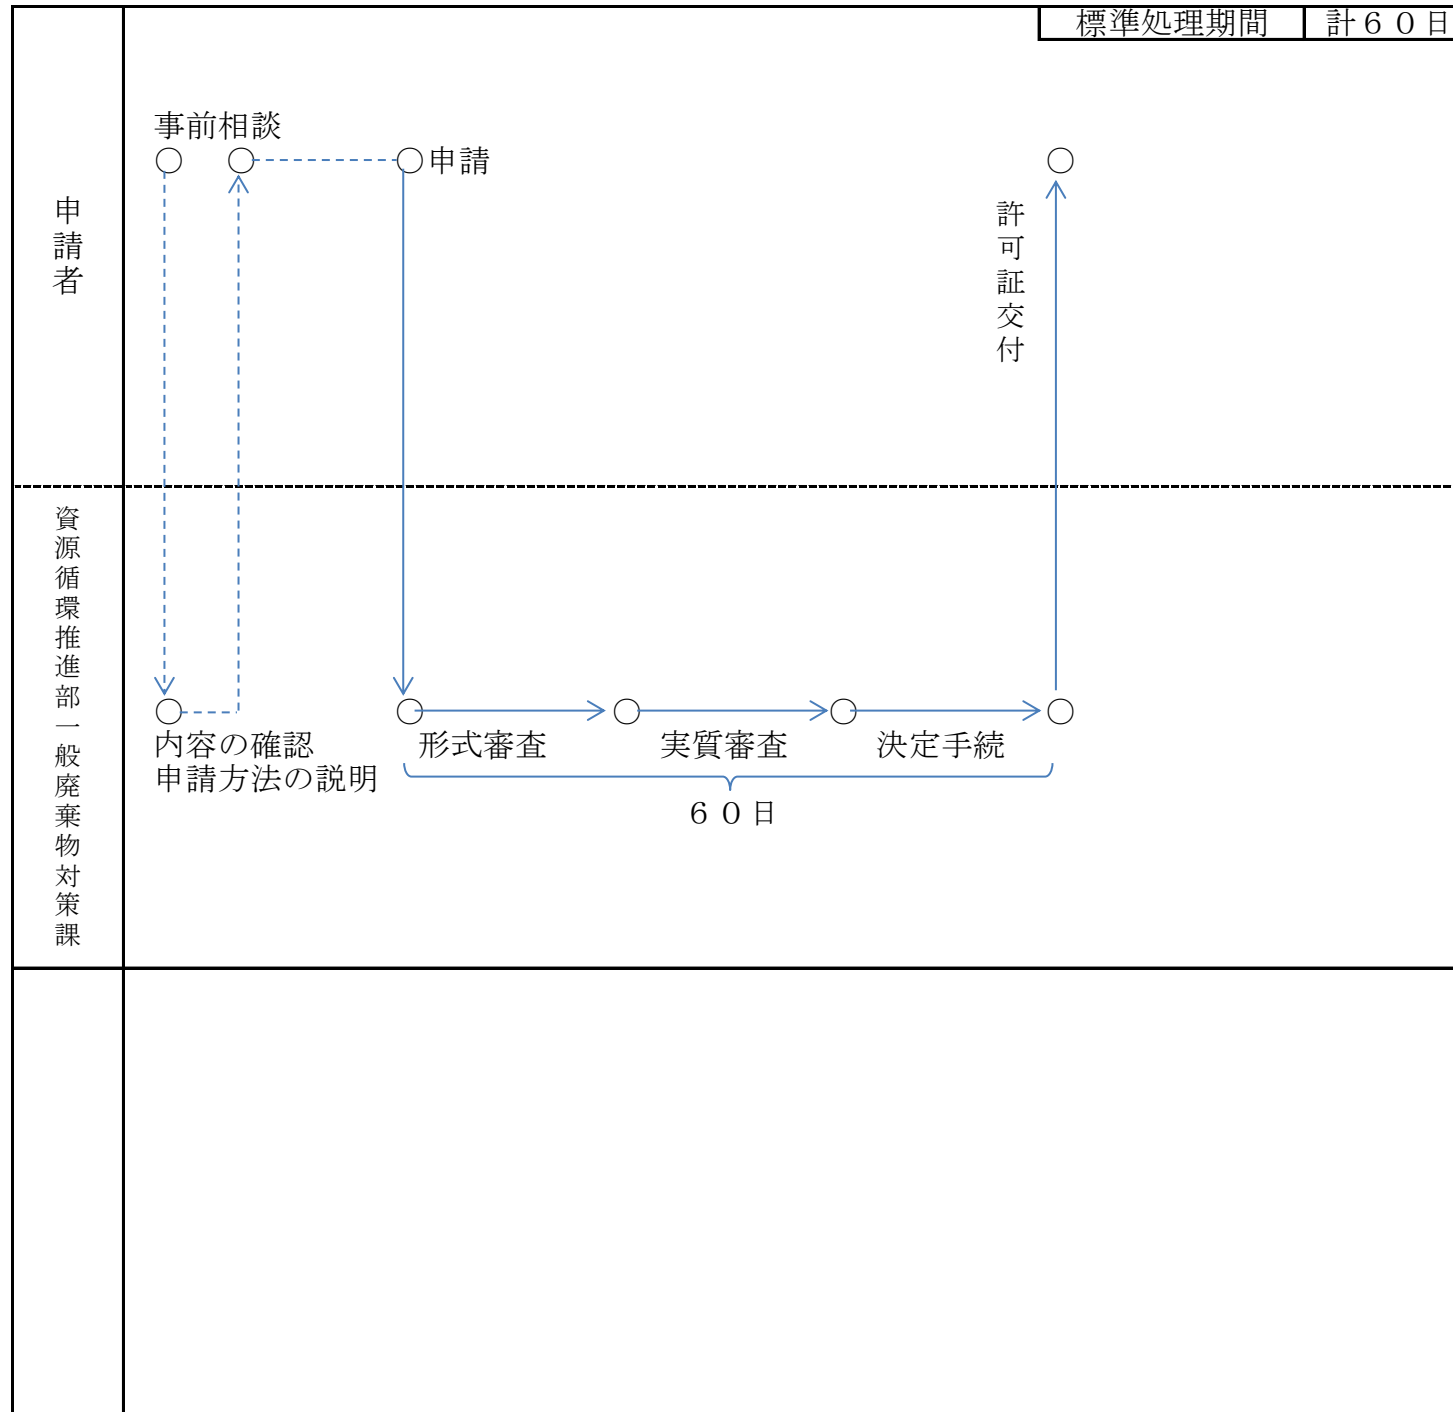 標準処理期間 計６０日
事前相談
申請
申請者
許可証交付
資源循環推進部一般廃棄物対策課
内容の確認
申請方法の説明
形式審査
実質審査
決定手続
６０日